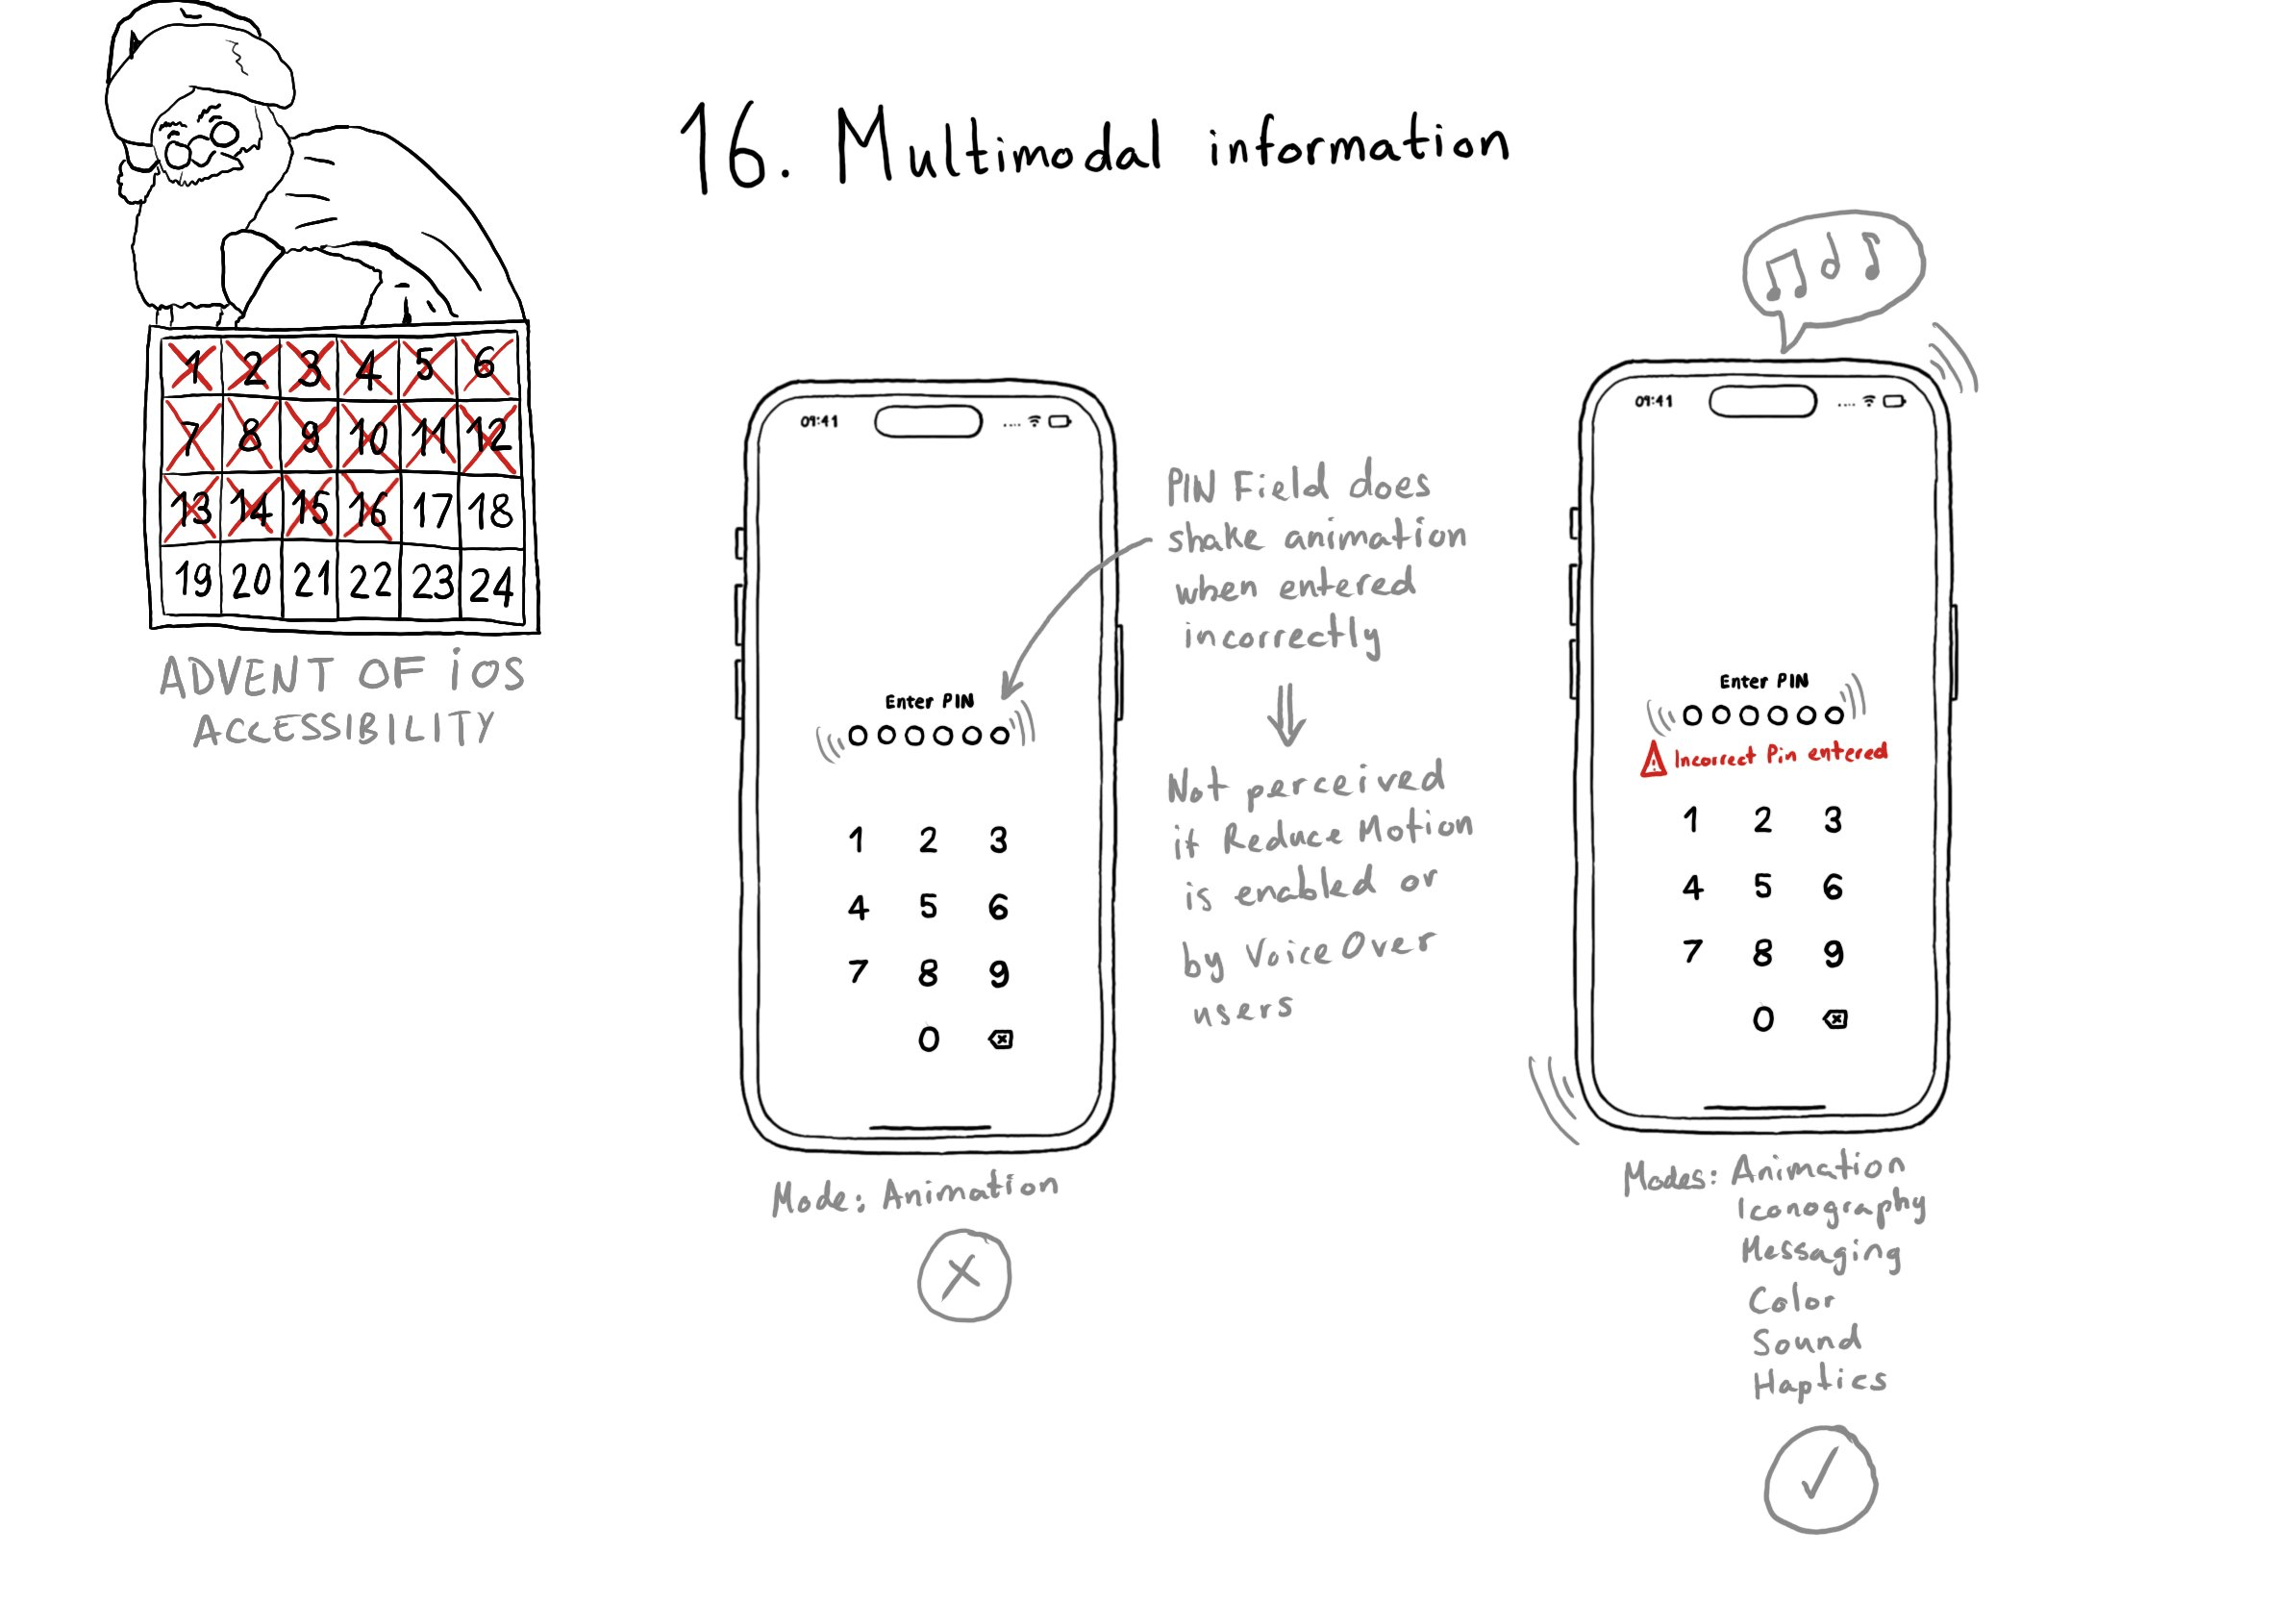 16. Multimodal information
1 2 3 4 5 6
7 8 9 10 11 12
13 14 15 16 17 18
19 20 21 22 23 24
ADVENT OF iOS
ACCESSIBILITY
09:41
Enter PIN
1 2 3
4 5 6
7 8 9
0
Mode: Animation
PIN Field does
shake animation
when entered
incorrectly
Not perceived
if Reduce Motion
is enabled or
by VoiceOver
users
09:41
Enter PIN
Incorrect Pin entered
1 2 3
4 5 6
7 8 9
0
Modes: Animation
Iconography
Messaging
Color
Sound
Haptics